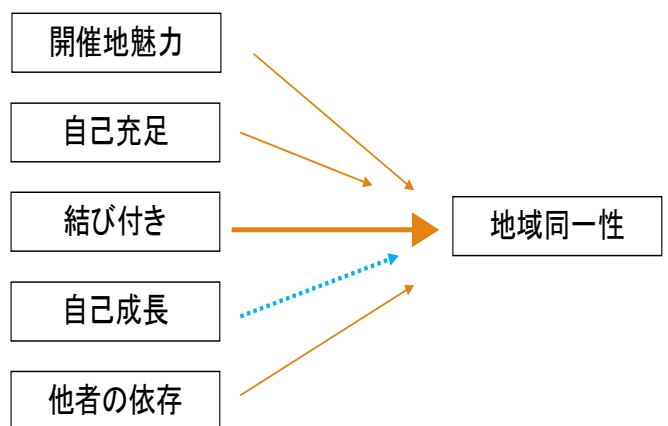 開催地魅力
自己充足
結び付き
地域同一性
自己成長
他者の依存